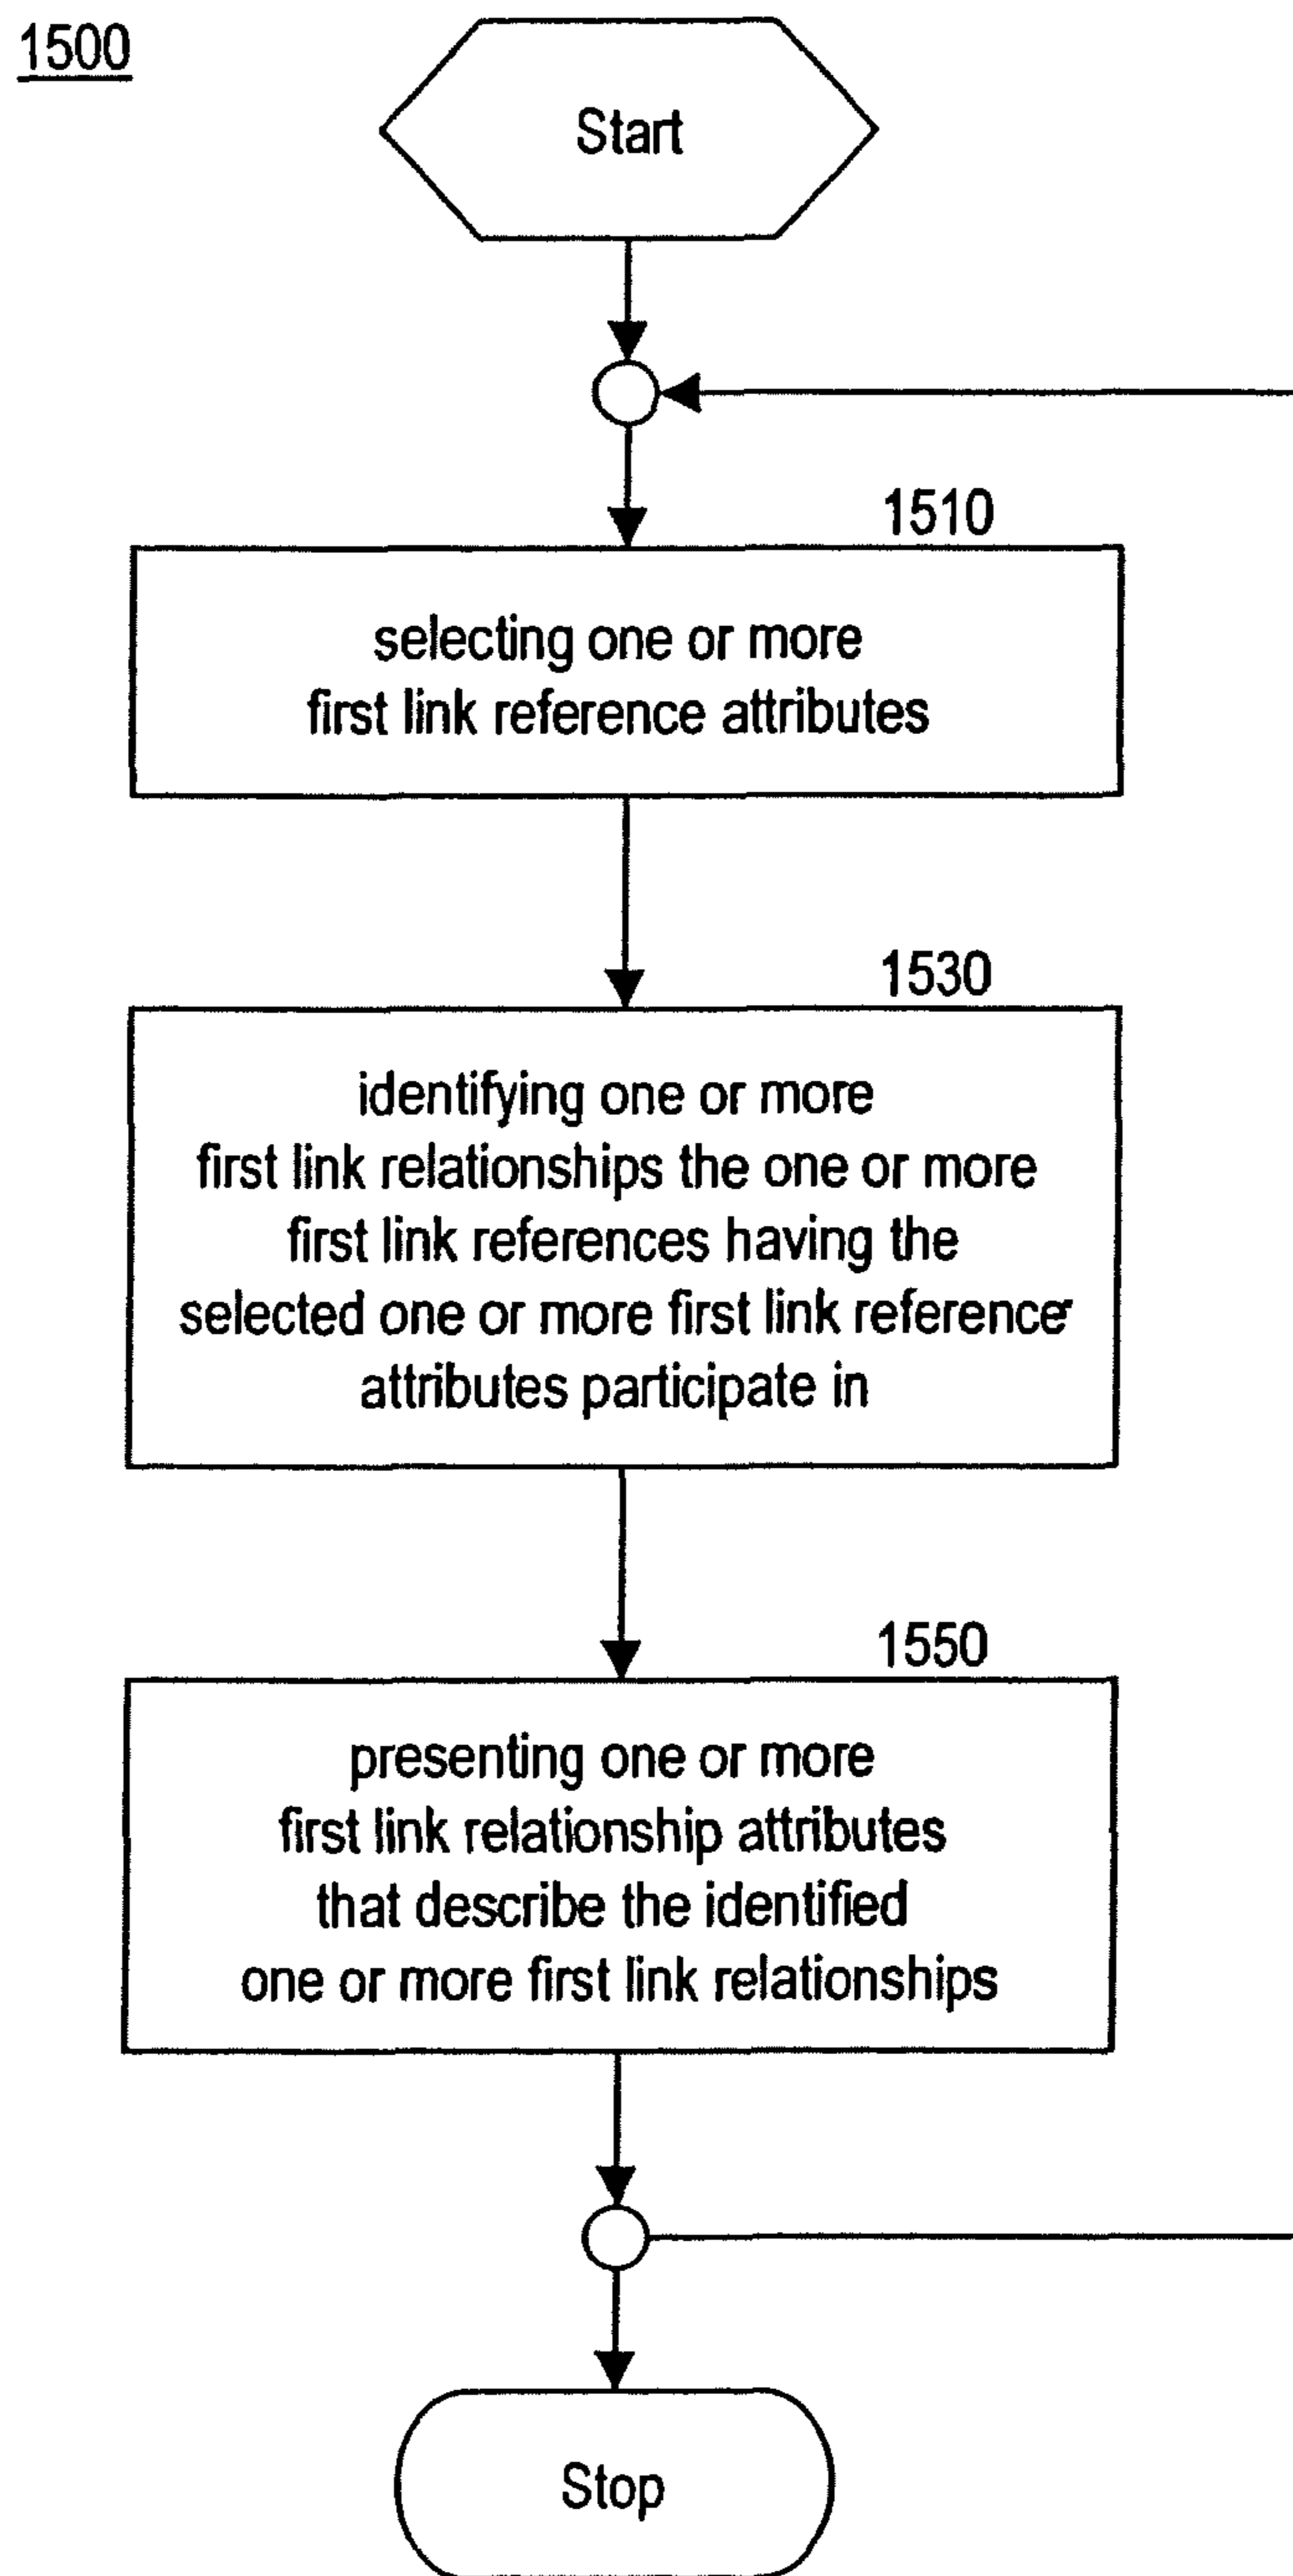 1500
Start
1510
selecting one or more
first link reference attributes
1530
identifying one or more
first link relationships the one or more
first link references having the
selected one or more first link reference
attributes participate in
1550
presenting one or more
first link relationship attributes
that describe the identified
one or more first link relationships
Stop